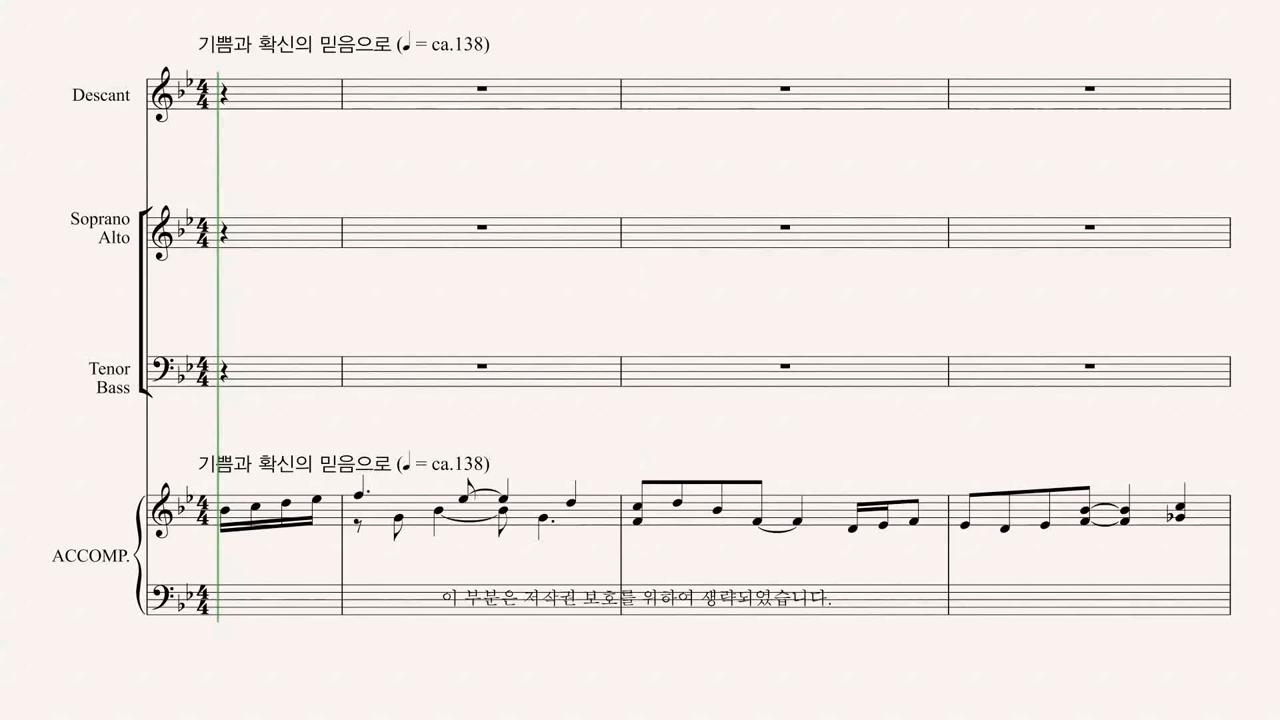 기쁨과 확신의 믿음으로 (♩ = ca.138)
Descant
Soprano
Alto
Tenor
Bass
기쁨과 확신의 믿음으로 (♩ = ca.138)
ACCOMP.
이 부분은 저작권 보호를 위하여 생략되었습니다.